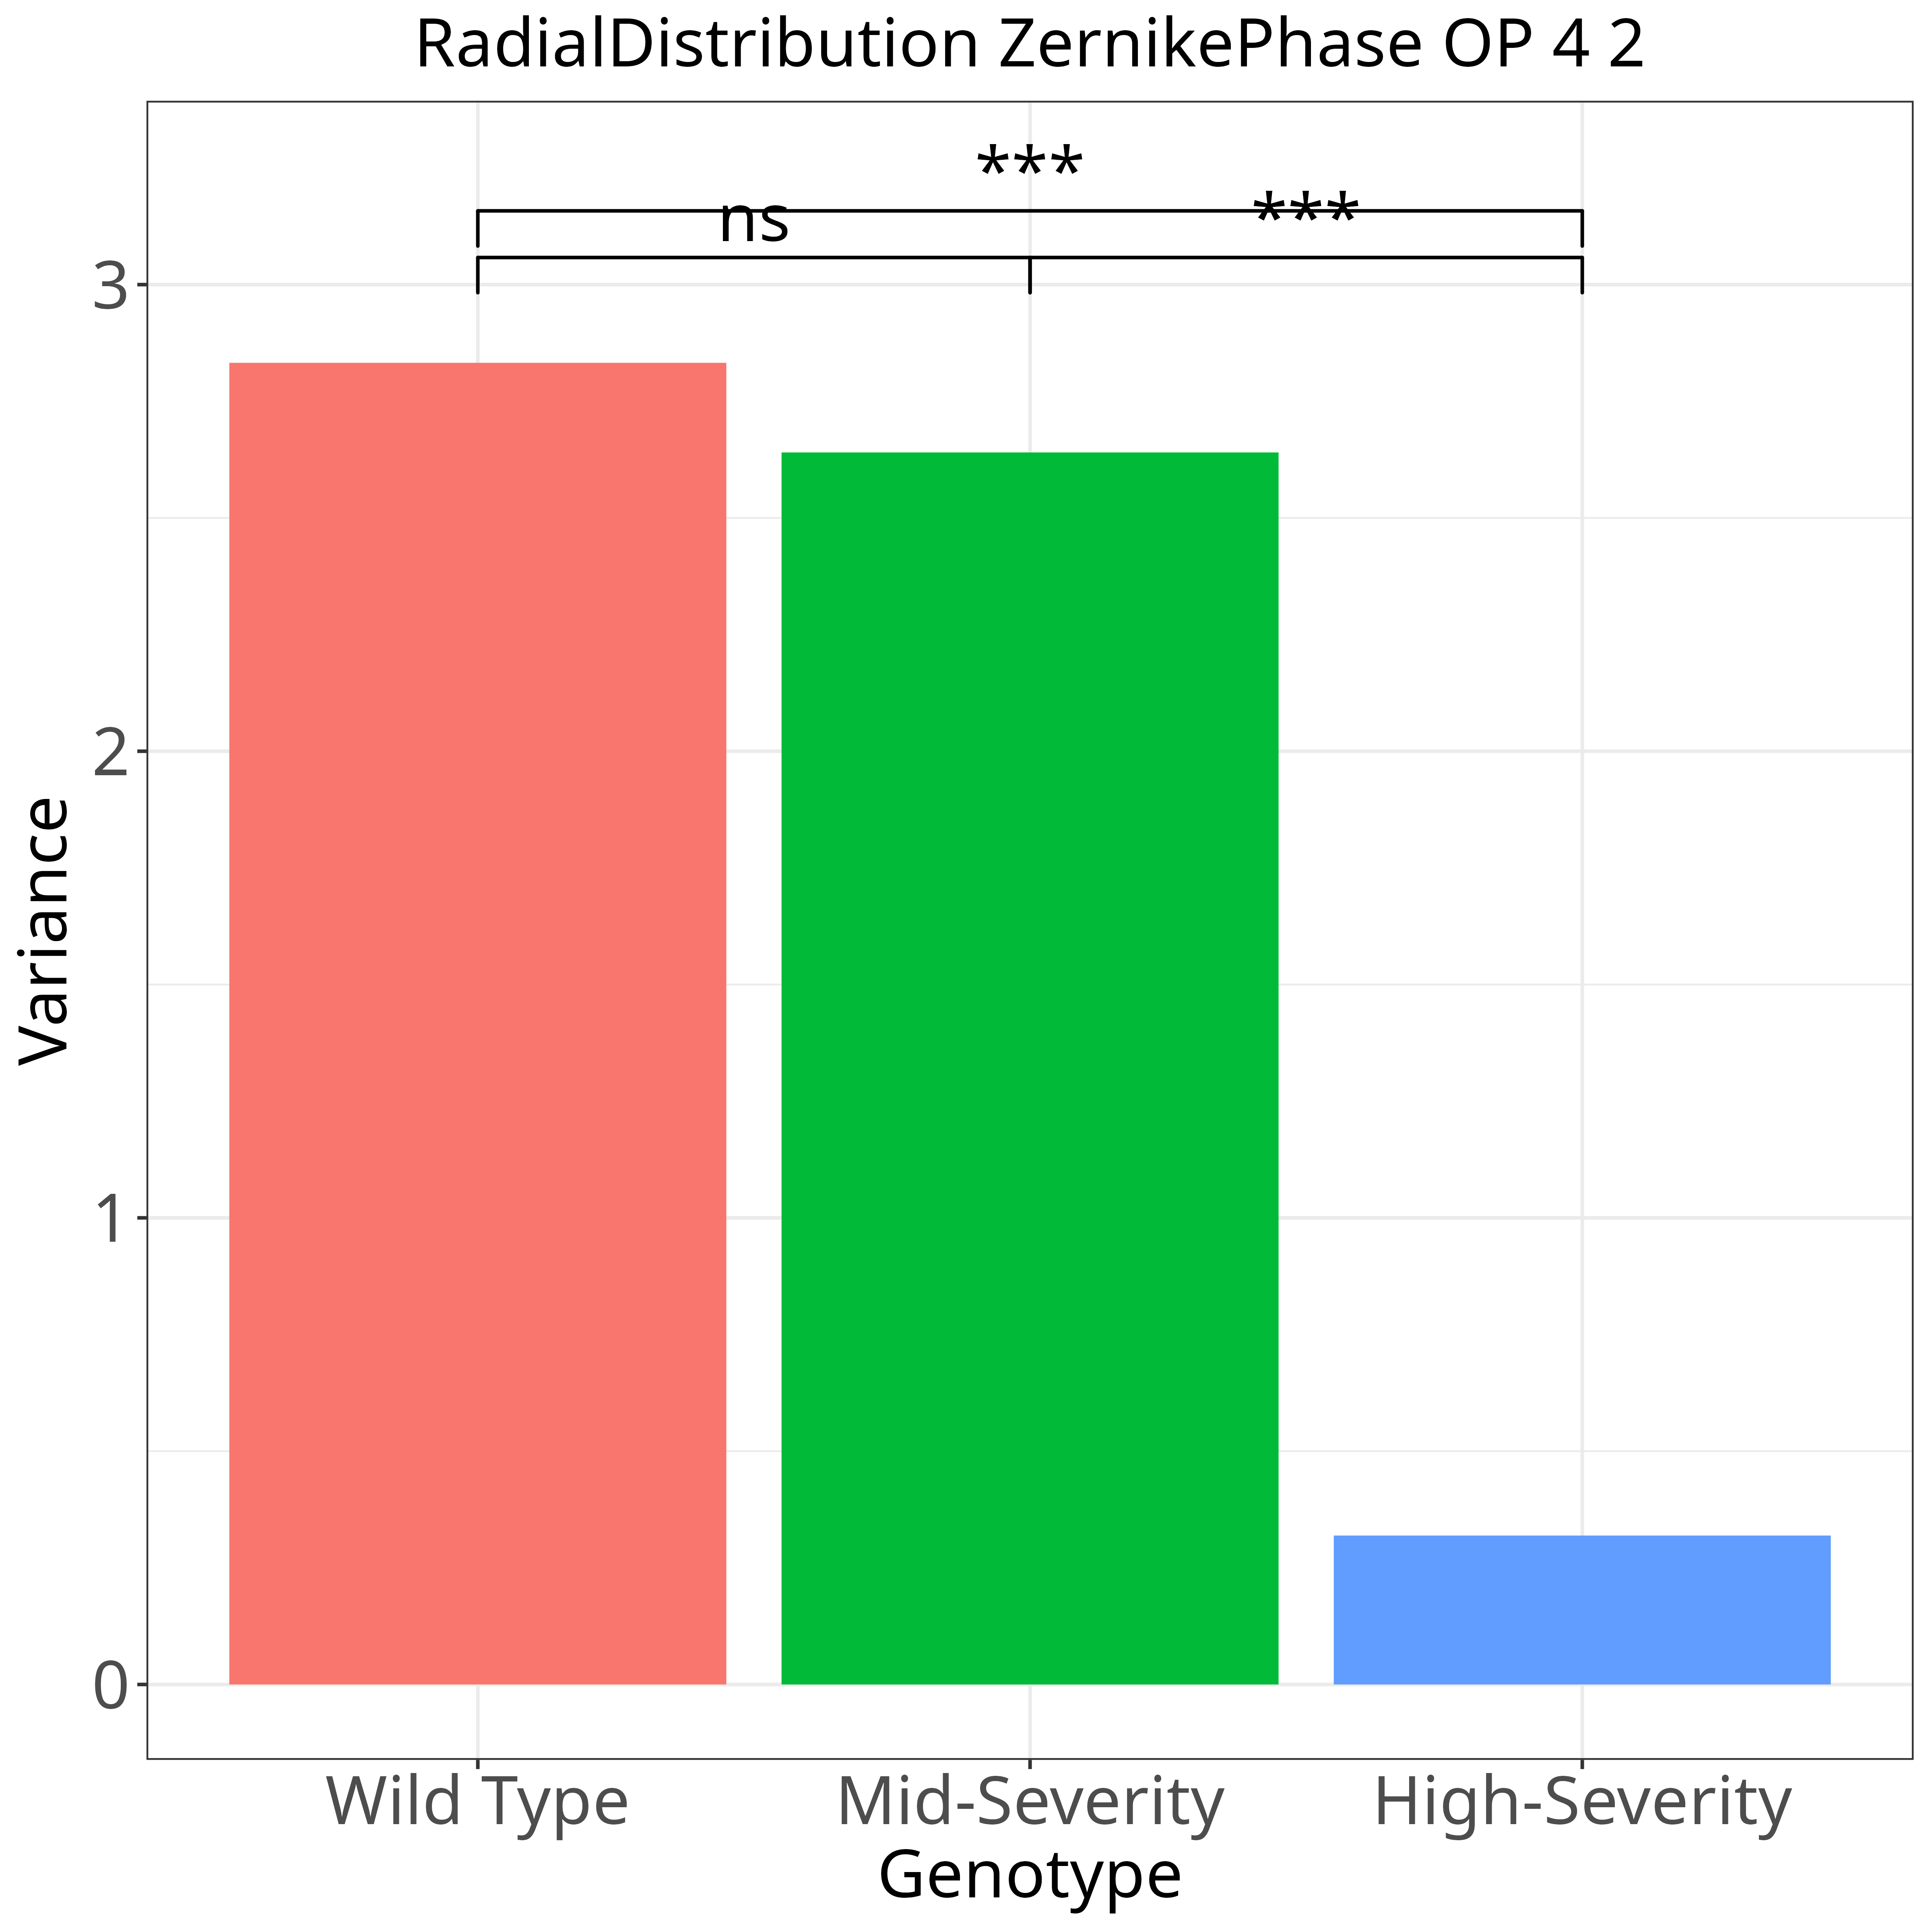 RadialDistribution ZernikePhase OP 4 2
***
ns ***
3
2
1
0
Variance
Wild Type Mid-Severity High-Severity
Genotype